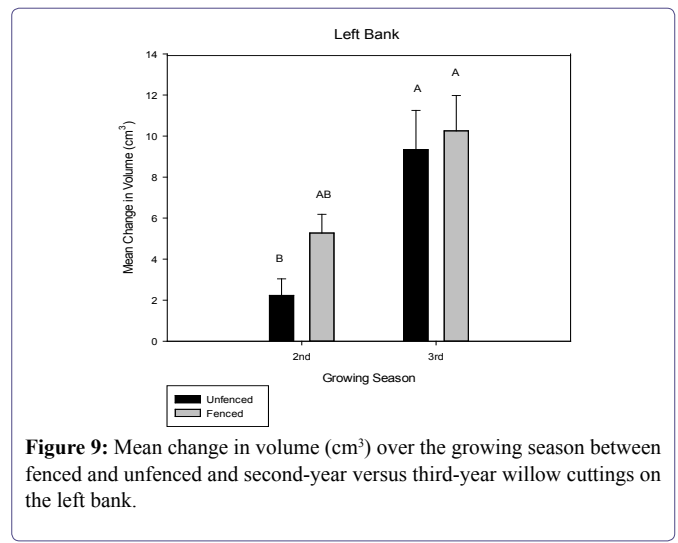 Left Bank
14
12
10
8
6
4
2
0
Mean Change in Volume (cm³)
B
AB
A
A
2nd
3rd
Growing Season
Unfenced
Fenced
Figure 9: Mean change in volume (cm³) over the growing season between
fenced and unfenced and second-year versus third-year willow cuttings on
the left bank.